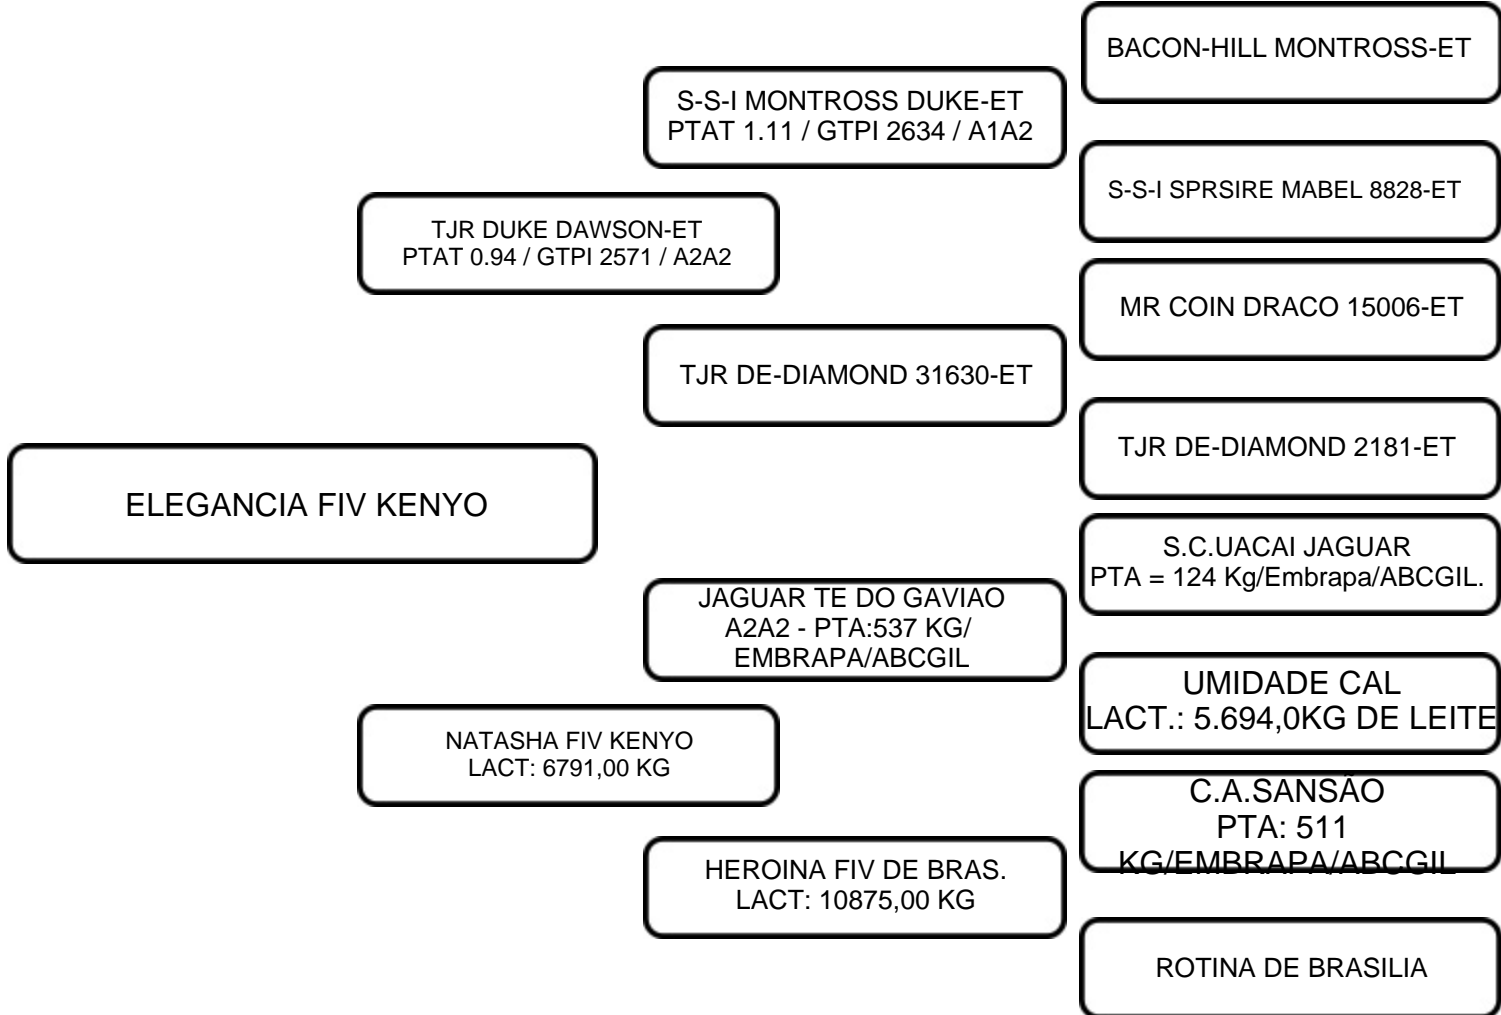 BACON-HILL MONTROSS-ET
S-S-I MONTROSS DUKE-ET
PTAT 1.11 / GTPI 2634 / A1A2
S-S-I SPRSIRE MABEL 8828-ET
TJR DUKE DAWSON-ET
PTAT 0.94 / GTPI 2571 / A2A2
MR COIN DRACO 15006-ET
TJR DE-DIAMOND 31630-ET
TJR DE-DIAMOND 2181-ET
ELEGANCIA FIV KENYO
S.C.UACAI JAGUAR
PTA = 124 Kg/Embrapa/ABCGIL.
JAGUAR TE DO GAVIAO
A2A2 - PTA:537 KG/
EMBRAPA/ABCGIL
UMIDADE CAL
LACT.: 5.694,0KG DE LEITE
NATASHA FIV KENYO
LACT: 6791,00 KG
C.A.SANSÃO
PTA: 511
KG/EMBRAPA/ABCGIL
HEROINA FIV DE BRAS.
LACT: 10875,00 KG
ROTINA DE BRASILIA